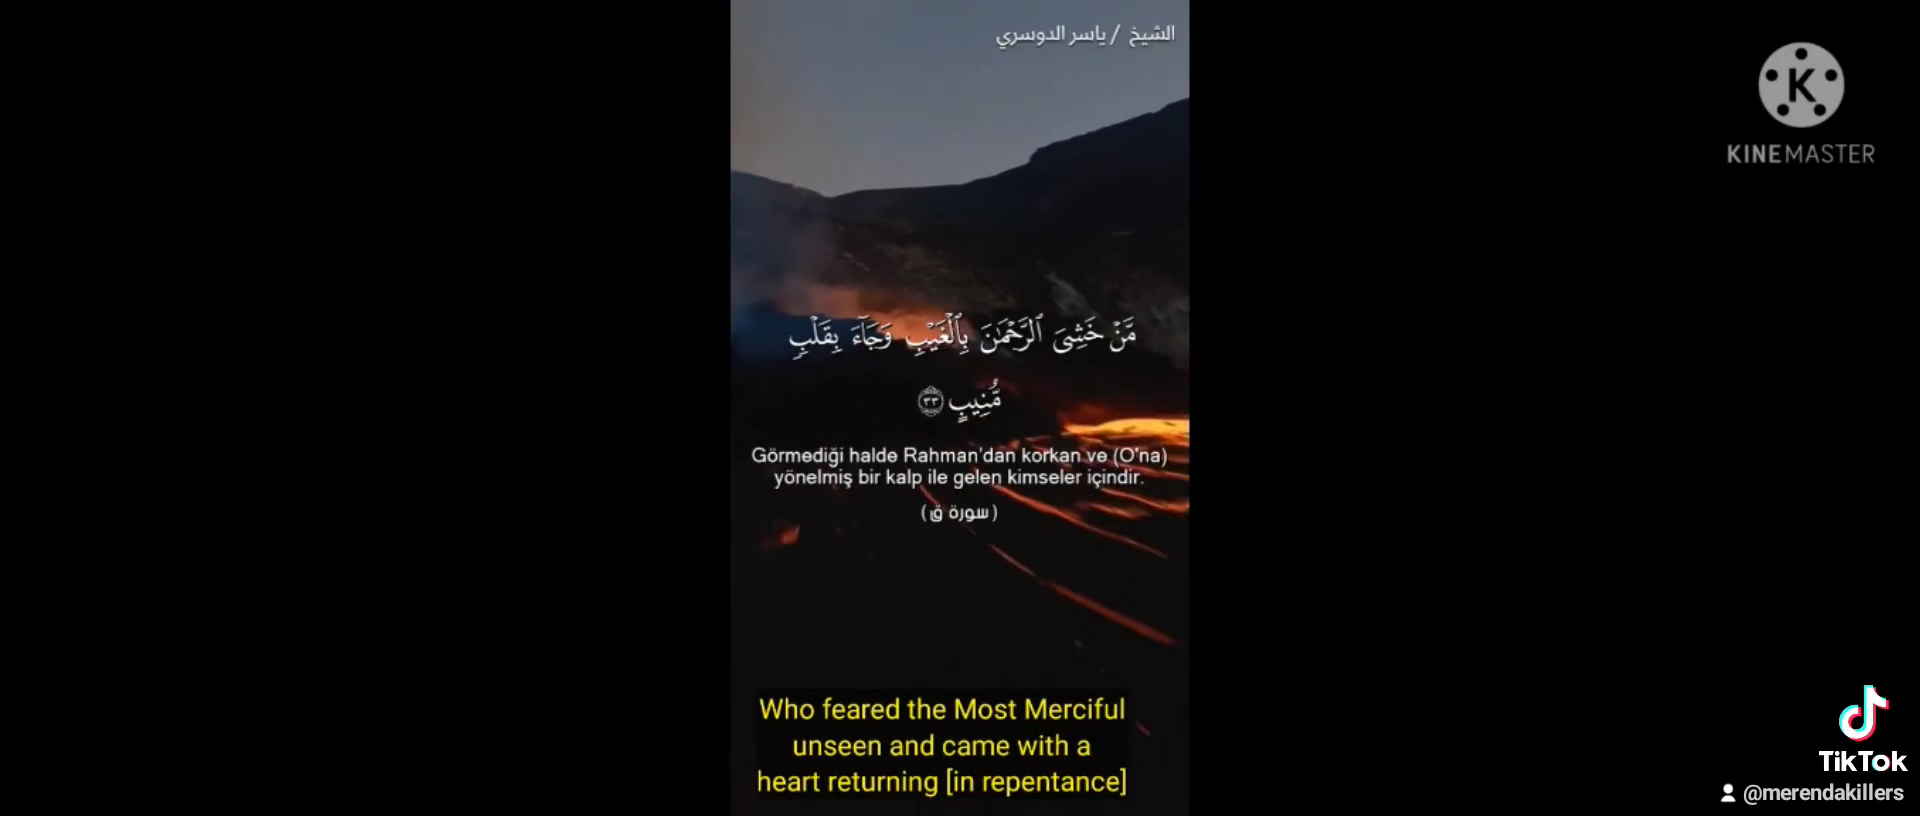 الشيخ / ياسر الدوسري
KINEMASTER
مَّنْ خَشِىَ ٱلرَّحْمَٰنَ بِٱلْغَيْبِ وَجَآءَ بِقَلْبٍ
مُّنِيبٍ ٣٣
Görmediği halde Rahman'dan korkan ve (O'na)
yönelmiş bir kalp ile gelen kimseler içindir.
(سورة ق)
Who feared the Most Merciful
unseen and came with a
heart returning [in repentance]
TikTok
@merendakillers